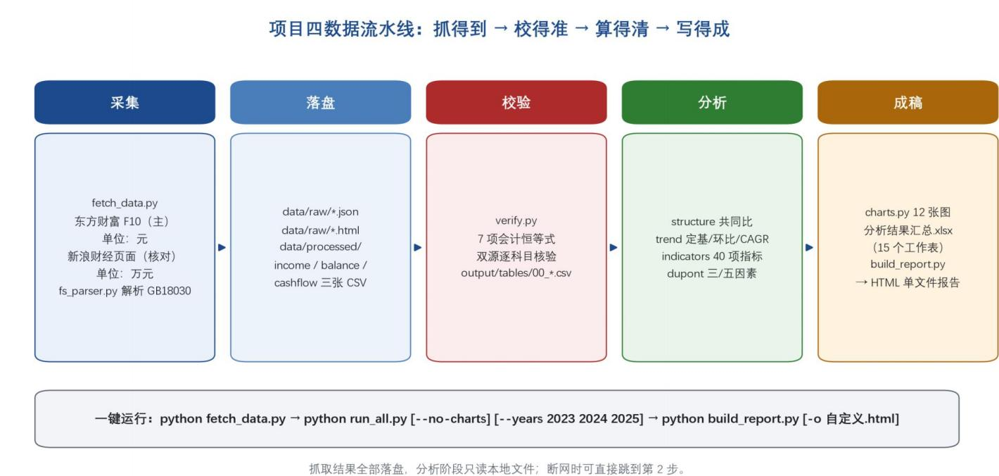 项目四数据流水线：抓得到 → 校得准 → 算得清 → 写得成
采集
fetch_data.py
东方财富 F10（主）
单位：元
新浪财经页面（核对）
单位：万元
fs_parser.py 解析 GB18030
落盘
data/raw/*.json
data/raw/*.html
data/processed/
income / balance /
cashflow 三张 CSV
校验
verify.py
7 项会计恒等式
双源逐科目核验
output/tables/00_*.csv
分析
structure 共同比
trend 定基/环比/CAGR
indicators 40 项指标
dupont 三/五因素
成稿
charts.py 12 张图
分析结果汇总.xlsx
（15 个工作表）
build_report.py
→ HTML 单文件报告
一键运行：python fetch_data.py → python run_all.py [--no-charts] [--years 2023 2024 2025] → python build_report.py [-o 自定义.html]
抓取结果全部落盘，分析阶段只读本地文件；断网时可直接跳到第 2 步。